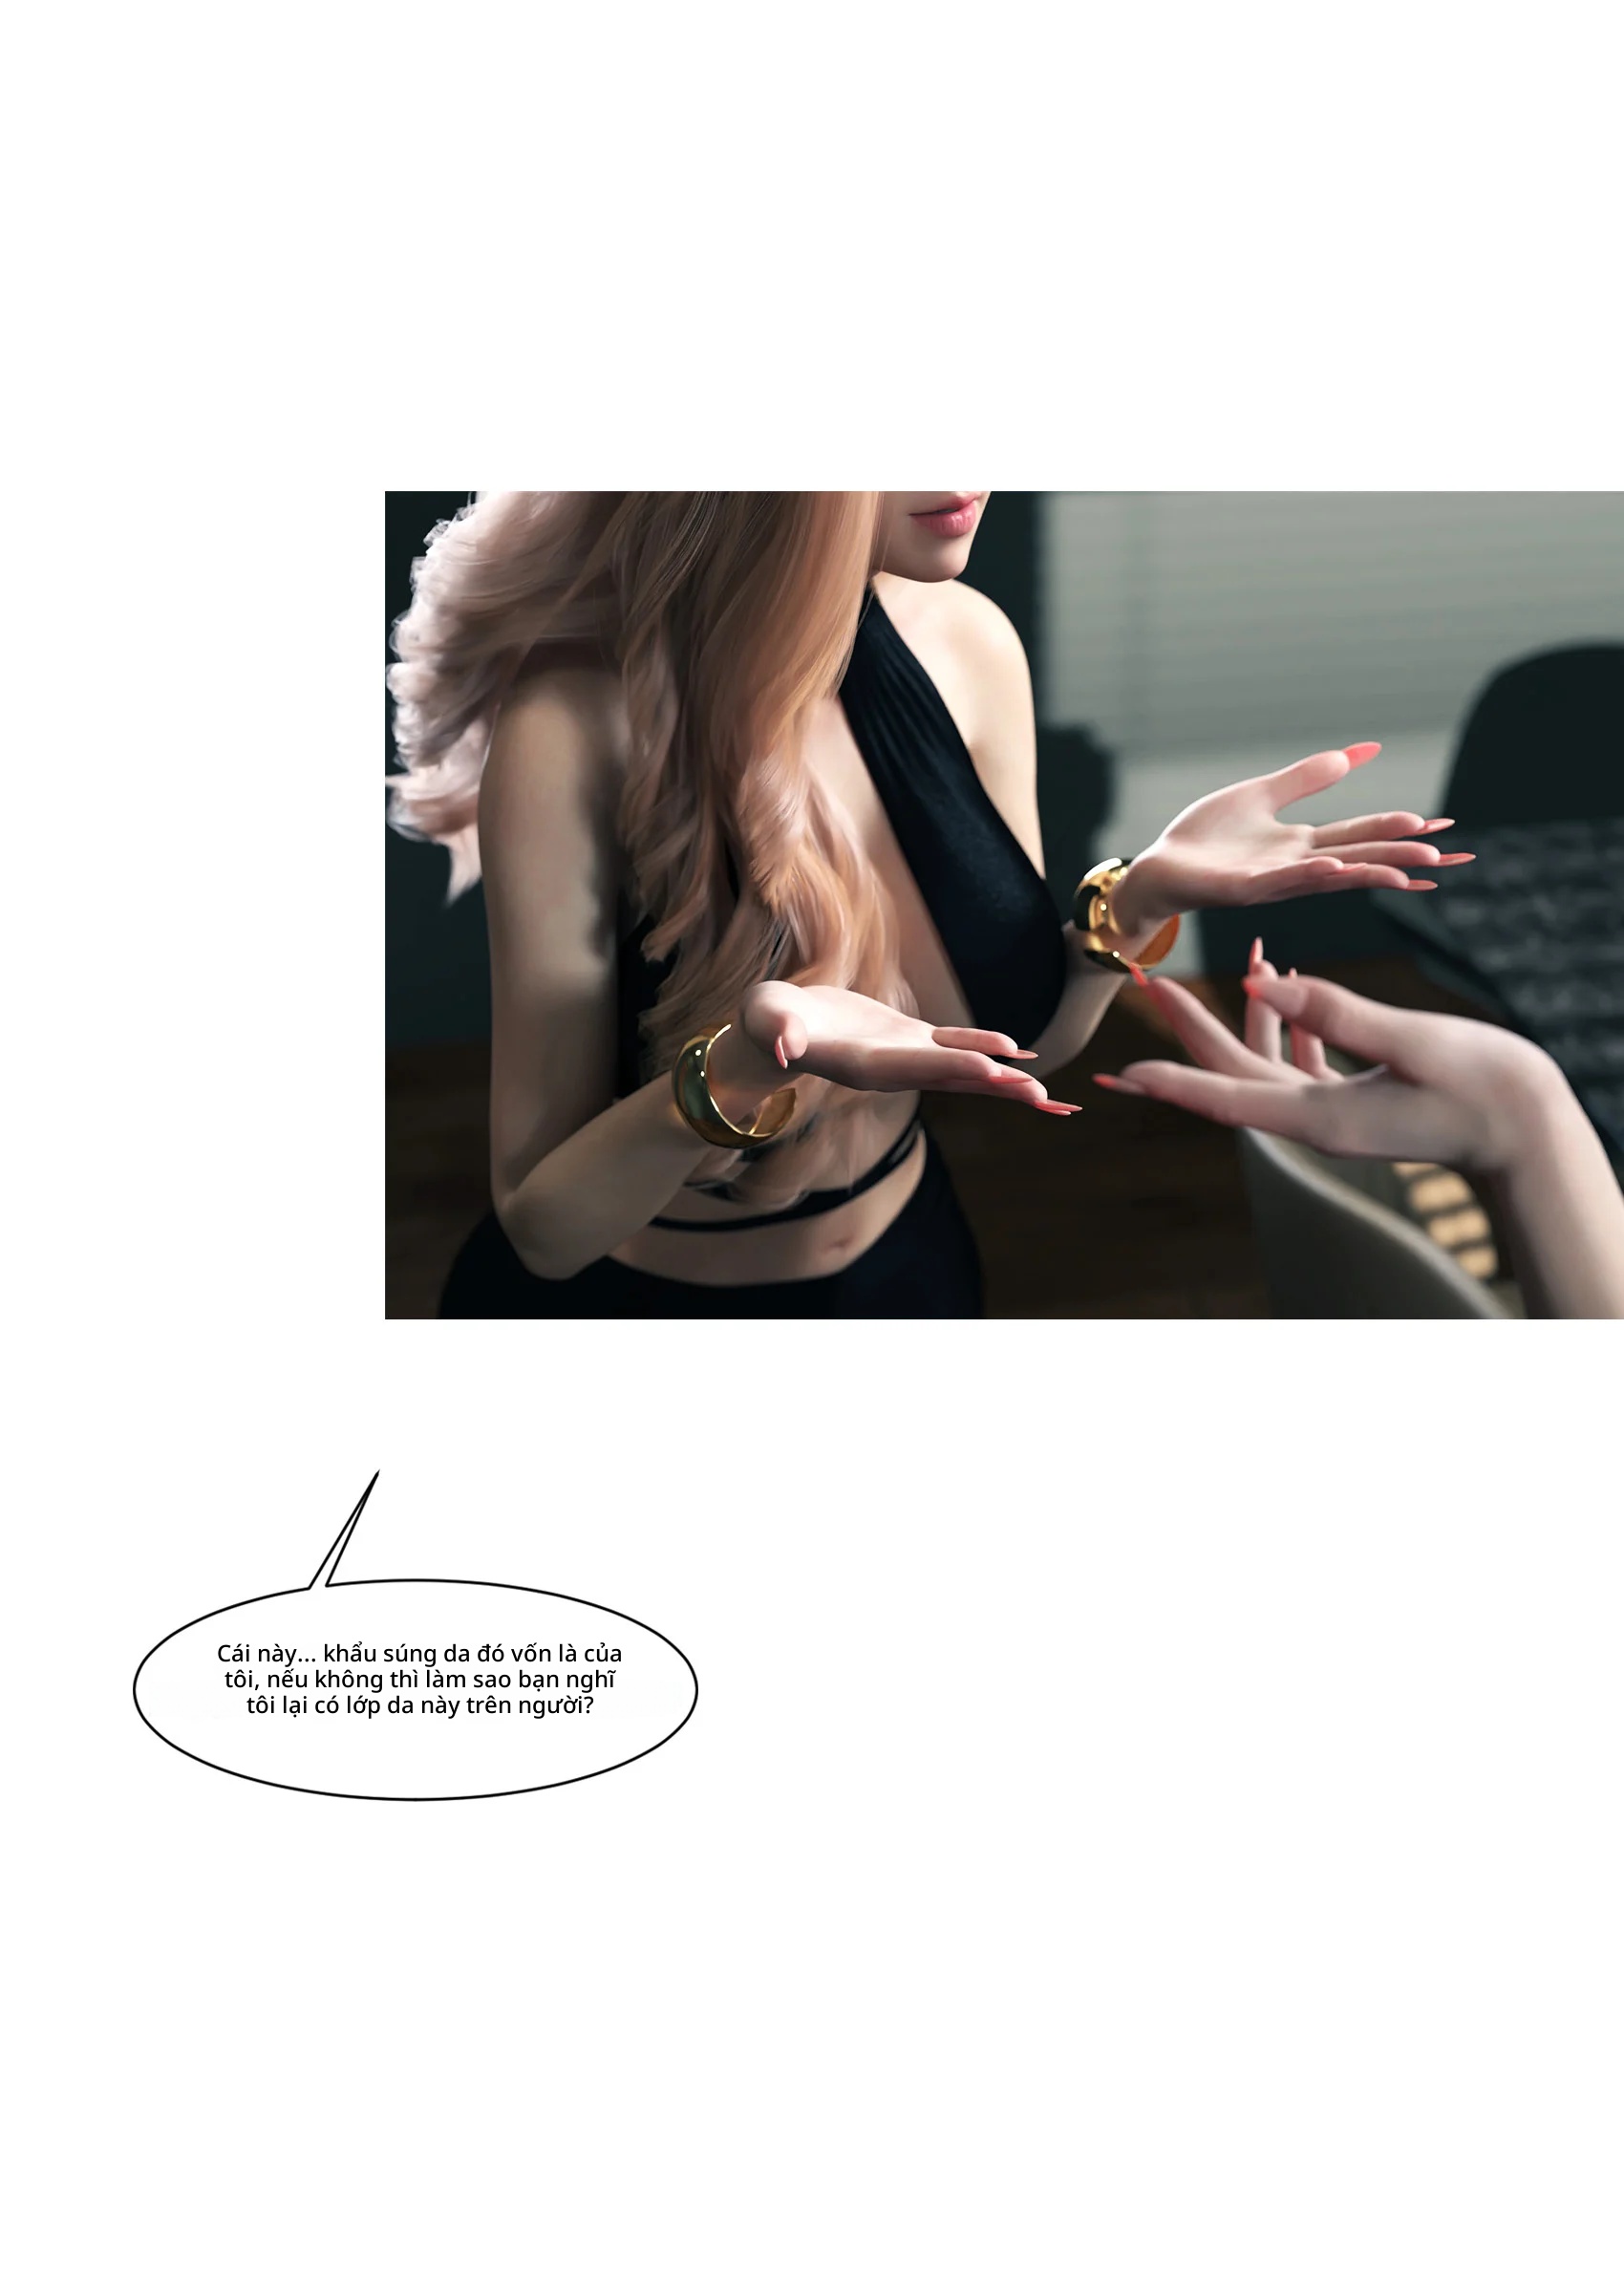 Cái này... khẩu súng da đó vốn là của
tôi, nếu không thì làm sao bạn nghĩ
tôi lại có lớp da này trên người?